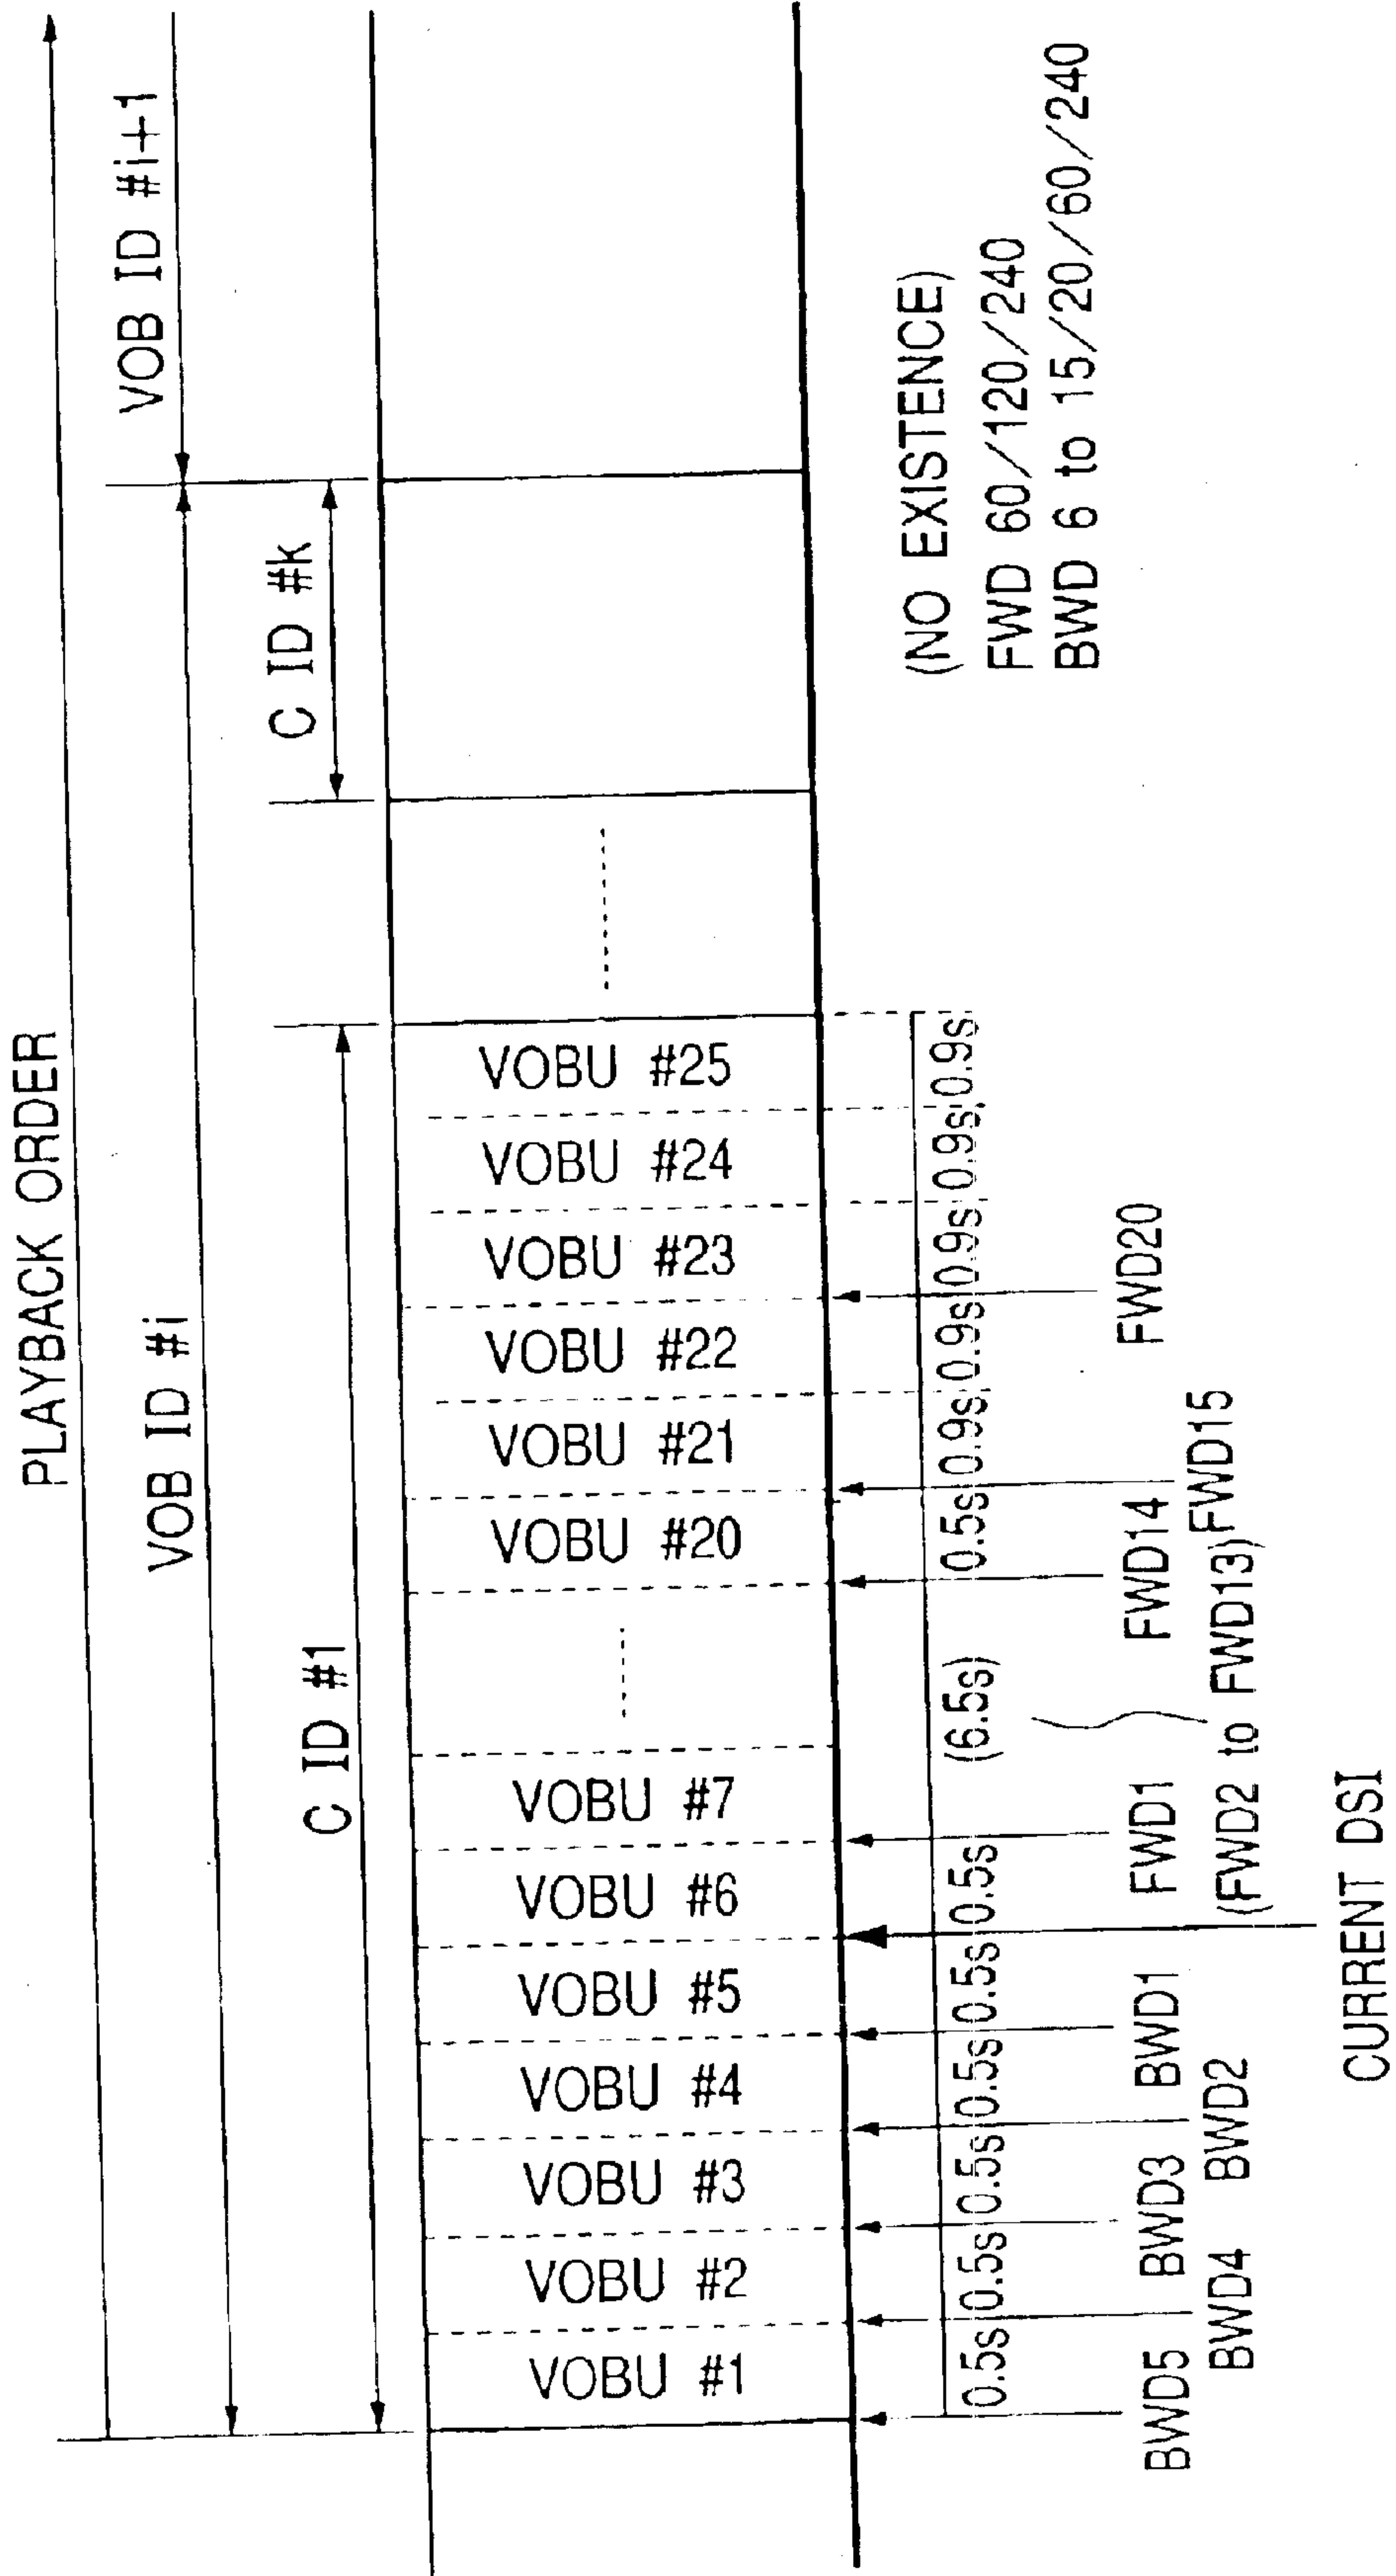 PLAYBACK ORDER
VOB ID #i
VOB ID #i+1
C ID #1
C ID #k
VOBU #1
VOBU #2
VOBU #3
VOBU #4
VOBU #5
VOBU #6
VOBU #7
VOBU #20
VOBU #21
VOBU #22
VOBU #23
VOBU #24
VOBU #25
0.5s 0.5s 0.5s 0.5s 0.5s 0.5s (6.5s) 0.5s 0.9s 0.9s 0.9s 0.9s 0.9s
BWD5 BWD3 BWD1 FWD1 FWD14 FWD20
BWD4 BWD2 (FWD2 to FWD13) FWD15
CURRENT DSI
(NO EXISTENCE)
FWD 60/120/240
BWD 6 to 15/20/60/240